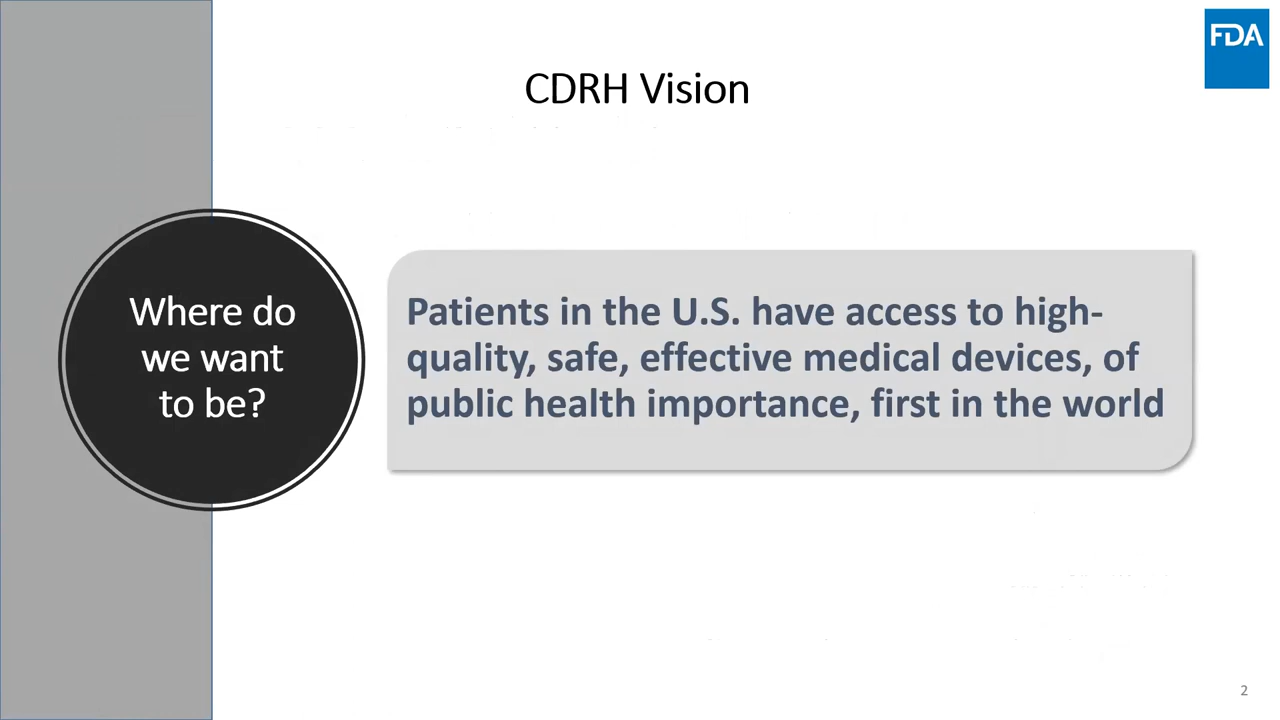 FDA
CDRH Vision
Where do
we want
to be?
Patients in the U.S. have access to high-
quality, safe, effective medical devices, of
public health importance, first in the world
2